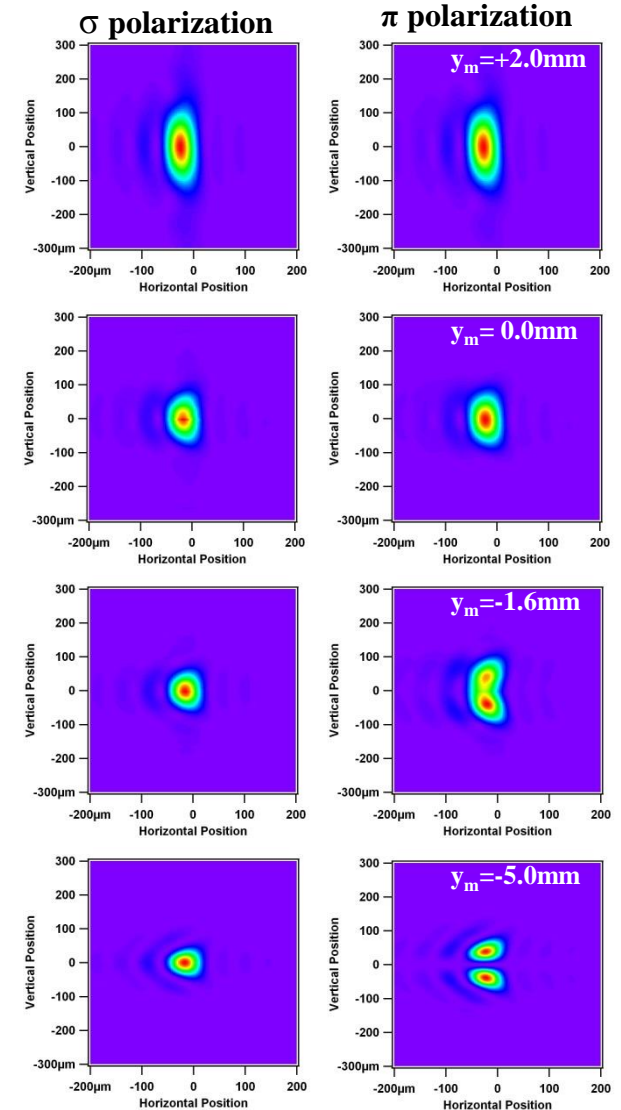 σ polarization π polarization
300 200 100 0 -100 -200 -300µm
Vertical Position
-200µm -100 0 100 200
Horizontal Position
yₘ=+2.0mm
300 200 100 0 -100 -200 -300µm
Vertical Position
-200µm -100 0 100 200
Horizontal Position
300 200 100 0 -100 -200 -300µm
Vertical Position
-200µm -100 0 100 200
Horizontal Position
yₘ= 0.0mm
300 200 100 0 -100 -200 -300µm
Vertical Position
-200µm -100 0 100 200
Horizontal Position
300 200 100 0 -100 -200 -300µm
Vertical Position
-200µm -100 0 100 200
Horizontal Position
yₘ=-1.6mm
300 200 100 0 -100 -200 -300µm
Vertical Position
-200µm -100 0 100 200
Horizontal Position
300 200 100 0 -100 -200 -300µm
Vertical Position
-200µm -100 0 100 200
Horizontal Position
yₘ=-5.0mm
300 200 100 0 -100 -200 -300µm
Vertical Position
-200µm -100 0 100 200
Horizontal Position